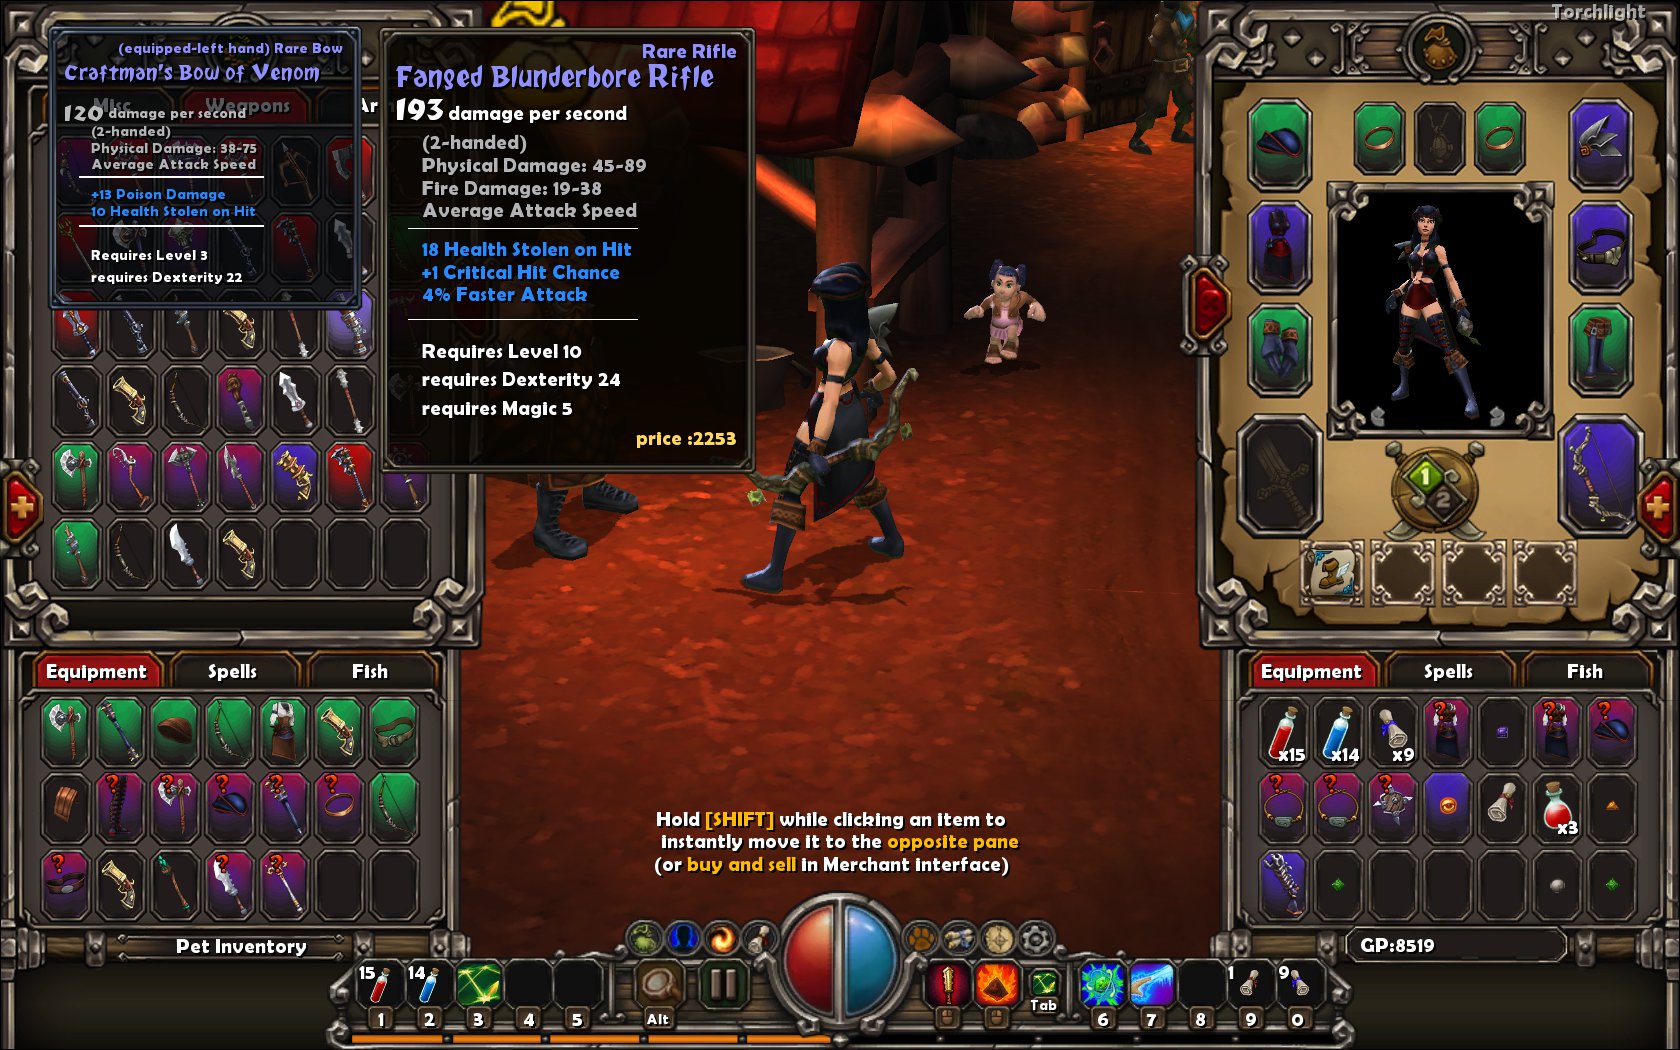 Torchlight
(equipped-left hand) Rare Bow
Craftman's Bow of Venom
Misc
Weapons
Ar
120 damage per second
(2-handed)
Physical Damage: 38-75
Average Attack Speed
+13 Poison Damage
10 Health Stolen on Hit
Requires Level 3
requires Dexterity 22
Rare Rifle
Fanged Blunderbore Rifle
193 damage per second
(2-handed)
Physical Damage: 45-89
Fire Damage: 19-38
Average Attack Speed
18 Health Stolen on Hit
+1 Critical Hit Chance
4% Faster Attack
Requires Level 10
requires Dexterity 24
requires Magic 5
price :2253
1
2
Equipment
Spells
Fish
Pet Inventory
Equipment
Spells
Fish
x15
x14
x9
x3
GP:8519
Hold [SHIFT] while clicking an item to
instantly move it to the opposite pane
(or buy and sell in Merchant interface)
15
14
1
9
1
2
3
4
5
Alt
Tab
6
7
8
9
0